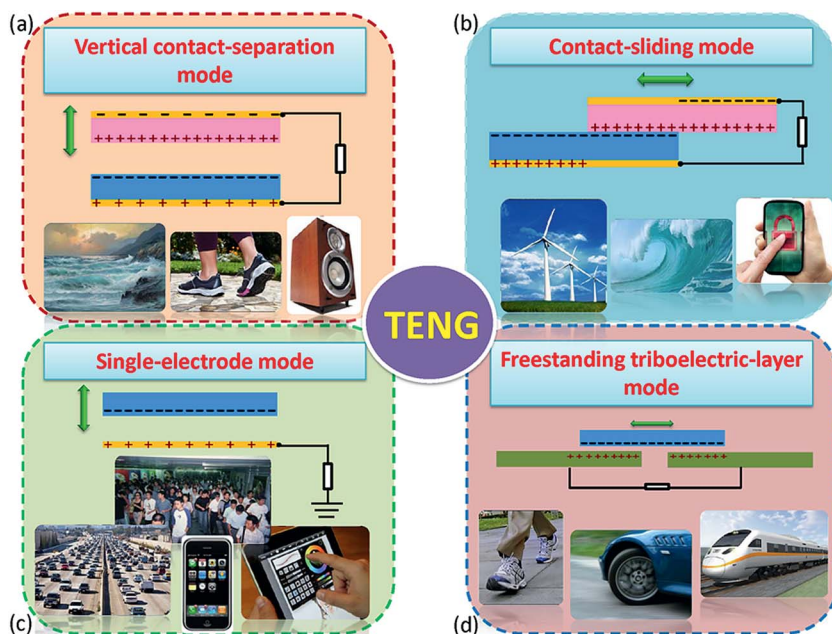 (a)
Vertical contact-separation
mode
(b)
Contact-sliding mode
TENG
Single-electrode mode
(c)
Freestanding triboelectric-layer
mode
(d)